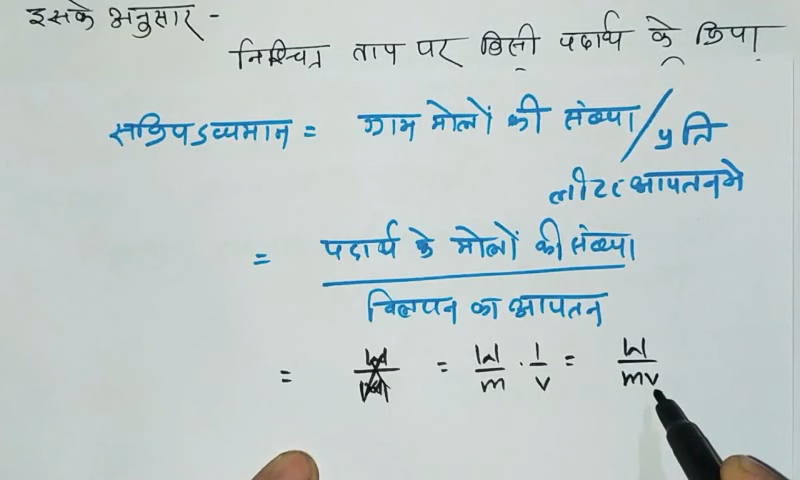 इसके अनुसार -
निश्चित ताप पर किसी पदार्थ के क्रिया
सक्रिय द्रव्यमान = ग्राम मोलों की संख्या / प्रति
लीटर आयतन मे
= पदार्थ के मोलों की संख्या
विलयन का आयतन
= = W/m . 1/v = W/mv